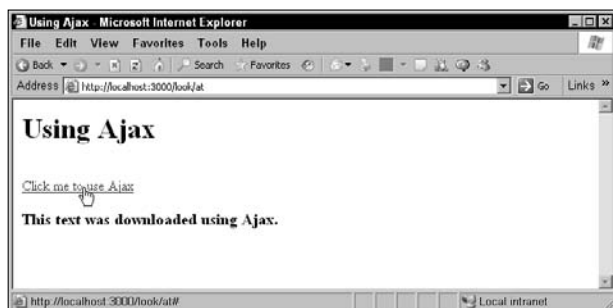 Using Ajax - Microsoft Internet Explorer
File Edit View Favorites Tools Help
Back Search Favorites
Address http://localhost:3000/look/at Go Links »
Using Ajax
Click me to use Ajax
This text was downloaded using Ajax.
http://localhost:3000/look/at# Local intranet